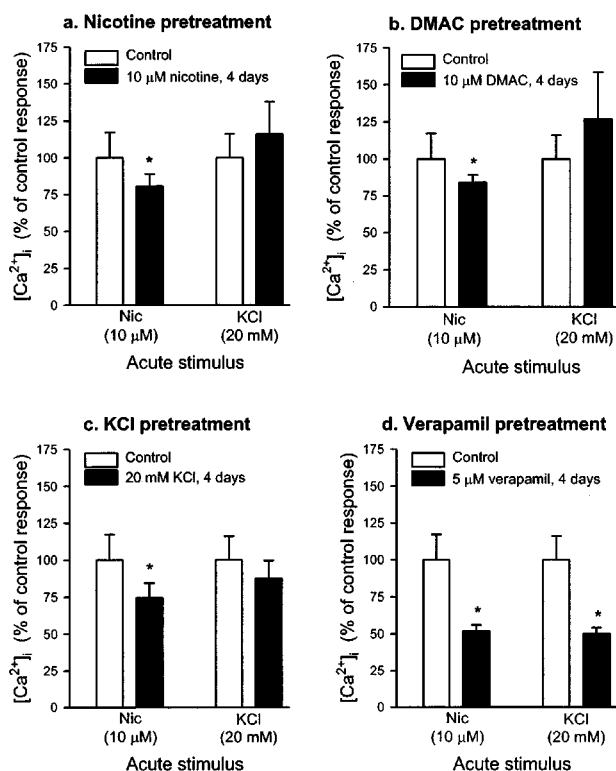 a. Nicotine pretreatment
Control
10 μM nicotine, 4 days
[Ca2+]i (% of control response)
175
150
125
100
75
50
25
0
Nic
(10 μM)
KCl
(20 mM)
*
Acute stimulus
b. DMAC pretreatment
Control
10 μM DMAC, 4 days
[Ca2+]i (% of control response)
175
150
125
100
75
50
25
0
Nic
(10 μM)
KCl
(20 mM)
*
Acute stimulus
c. KCl pretreatment
Control
20 mM KCl, 4 days
[Ca2+]i (% of control response)
175
150
125
100
75
50
25
0
Nic
(10 μM)
KCl
(20 mM)
*
Acute stimulus
d. Verapamil pretreatment
Control
5 μM verapamil, 4 days
[Ca2+]i (% of control response)
175
150
125
100
75
50
25
0
Nic
(10 μM)
KCl
(20 mM)
*
*
Acute stimulus